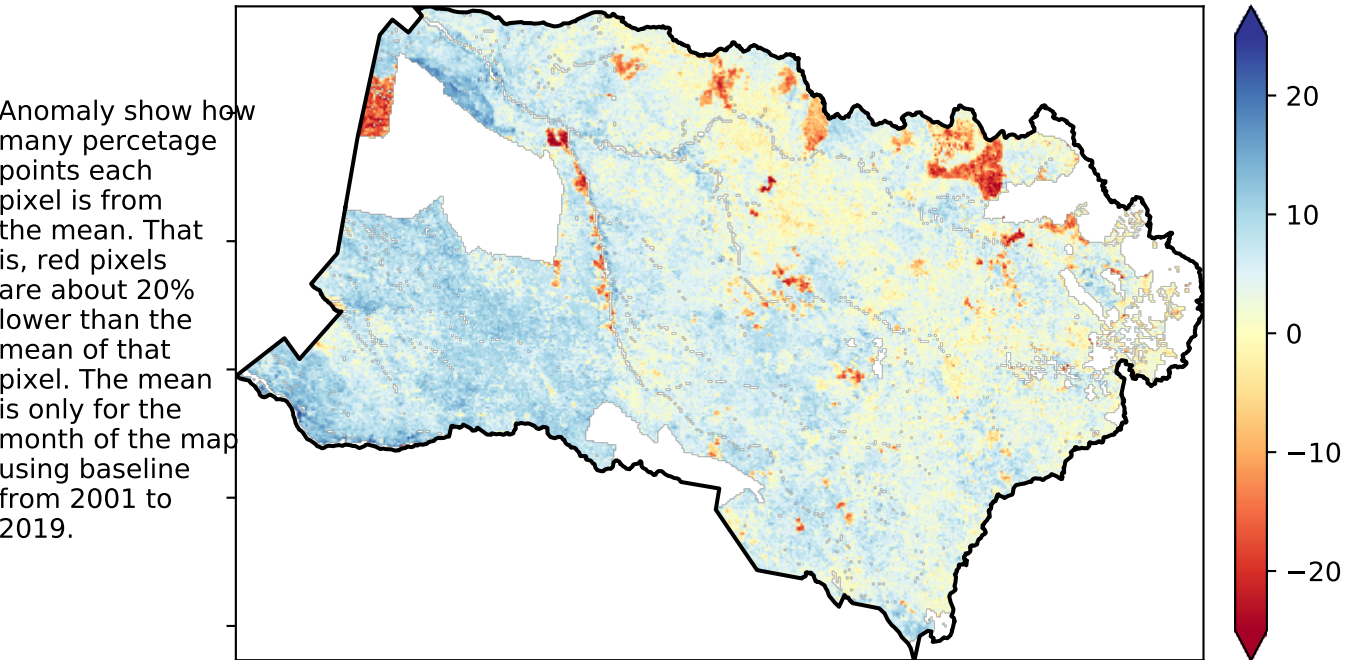 Anomaly show how
many percetage
points each
pixel is from
the mean. That
is, red pixels
are about 20%
lower than the
mean of that
pixel. The mean
is only for the
month of the map
using baseline
from 2001 to
2019.
20
10
0
−10
−20